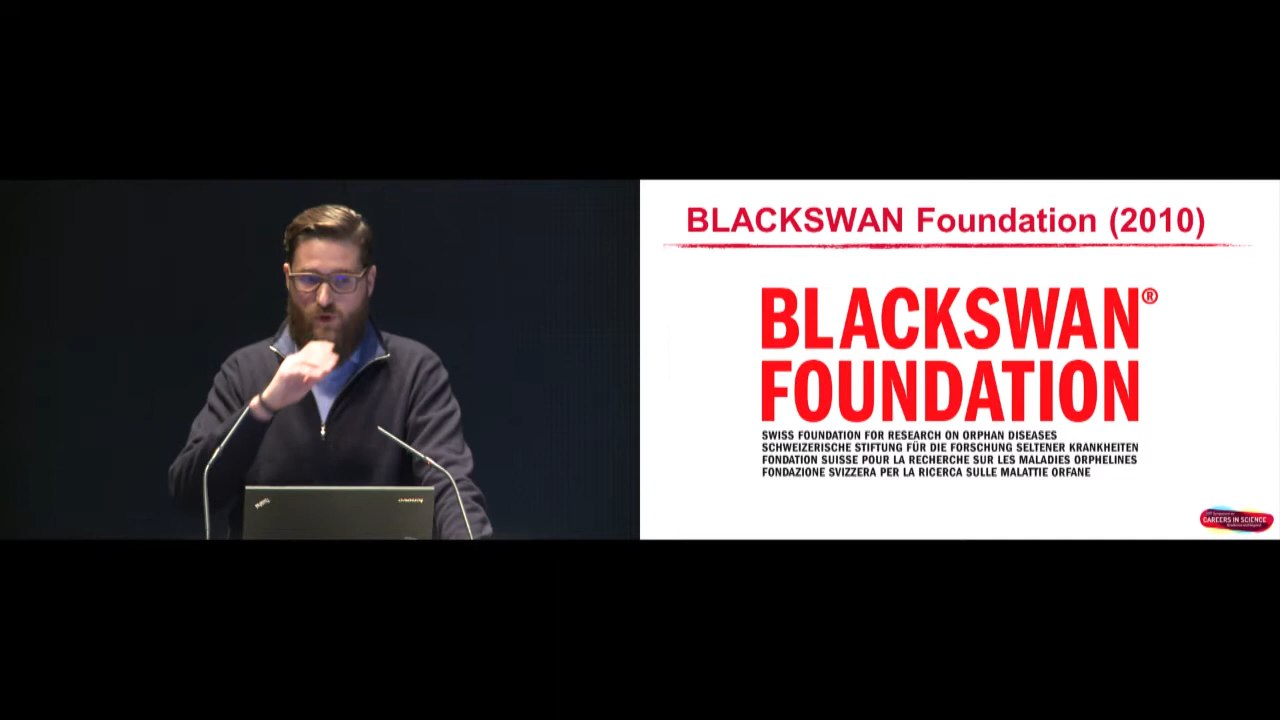 BLACKSWAN Foundation (2010)
BLACKSWAN®
FOUNDATION
SWISS FOUNDATION FOR RESEARCH ON ORPHAN DISEASES
SCHWEIZERISCHE STIFTUNG FÜR DIE FORSCHUNG SELTENER KRANKHEITEN
FONDATION SUISSE POUR LA RECHERCHE SUR LES MALADIES ORPHELINES
FONDAZIONE SVIZZERA PER LA RICERCA SULLE MALATTIE ORFANE
CAREERS IN SCIENCE
lenovo